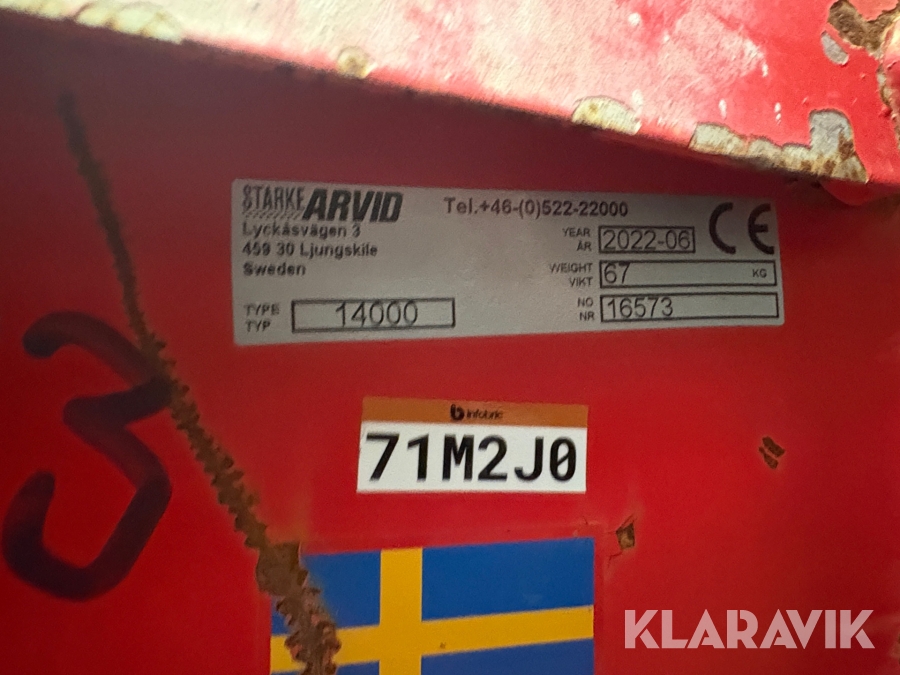 STARKE ARVID
Lyckåsvägen 3
459 30 Ljungskile
Sweden
TYPE
TYP
14000
Tel.+46-(0)522-22000
YEAR
ÅR
2022-06
CE
WEIGHT
VIKT
67
KG
NO
NR
16573
3
infobric
71M2J0
KLARAVIK